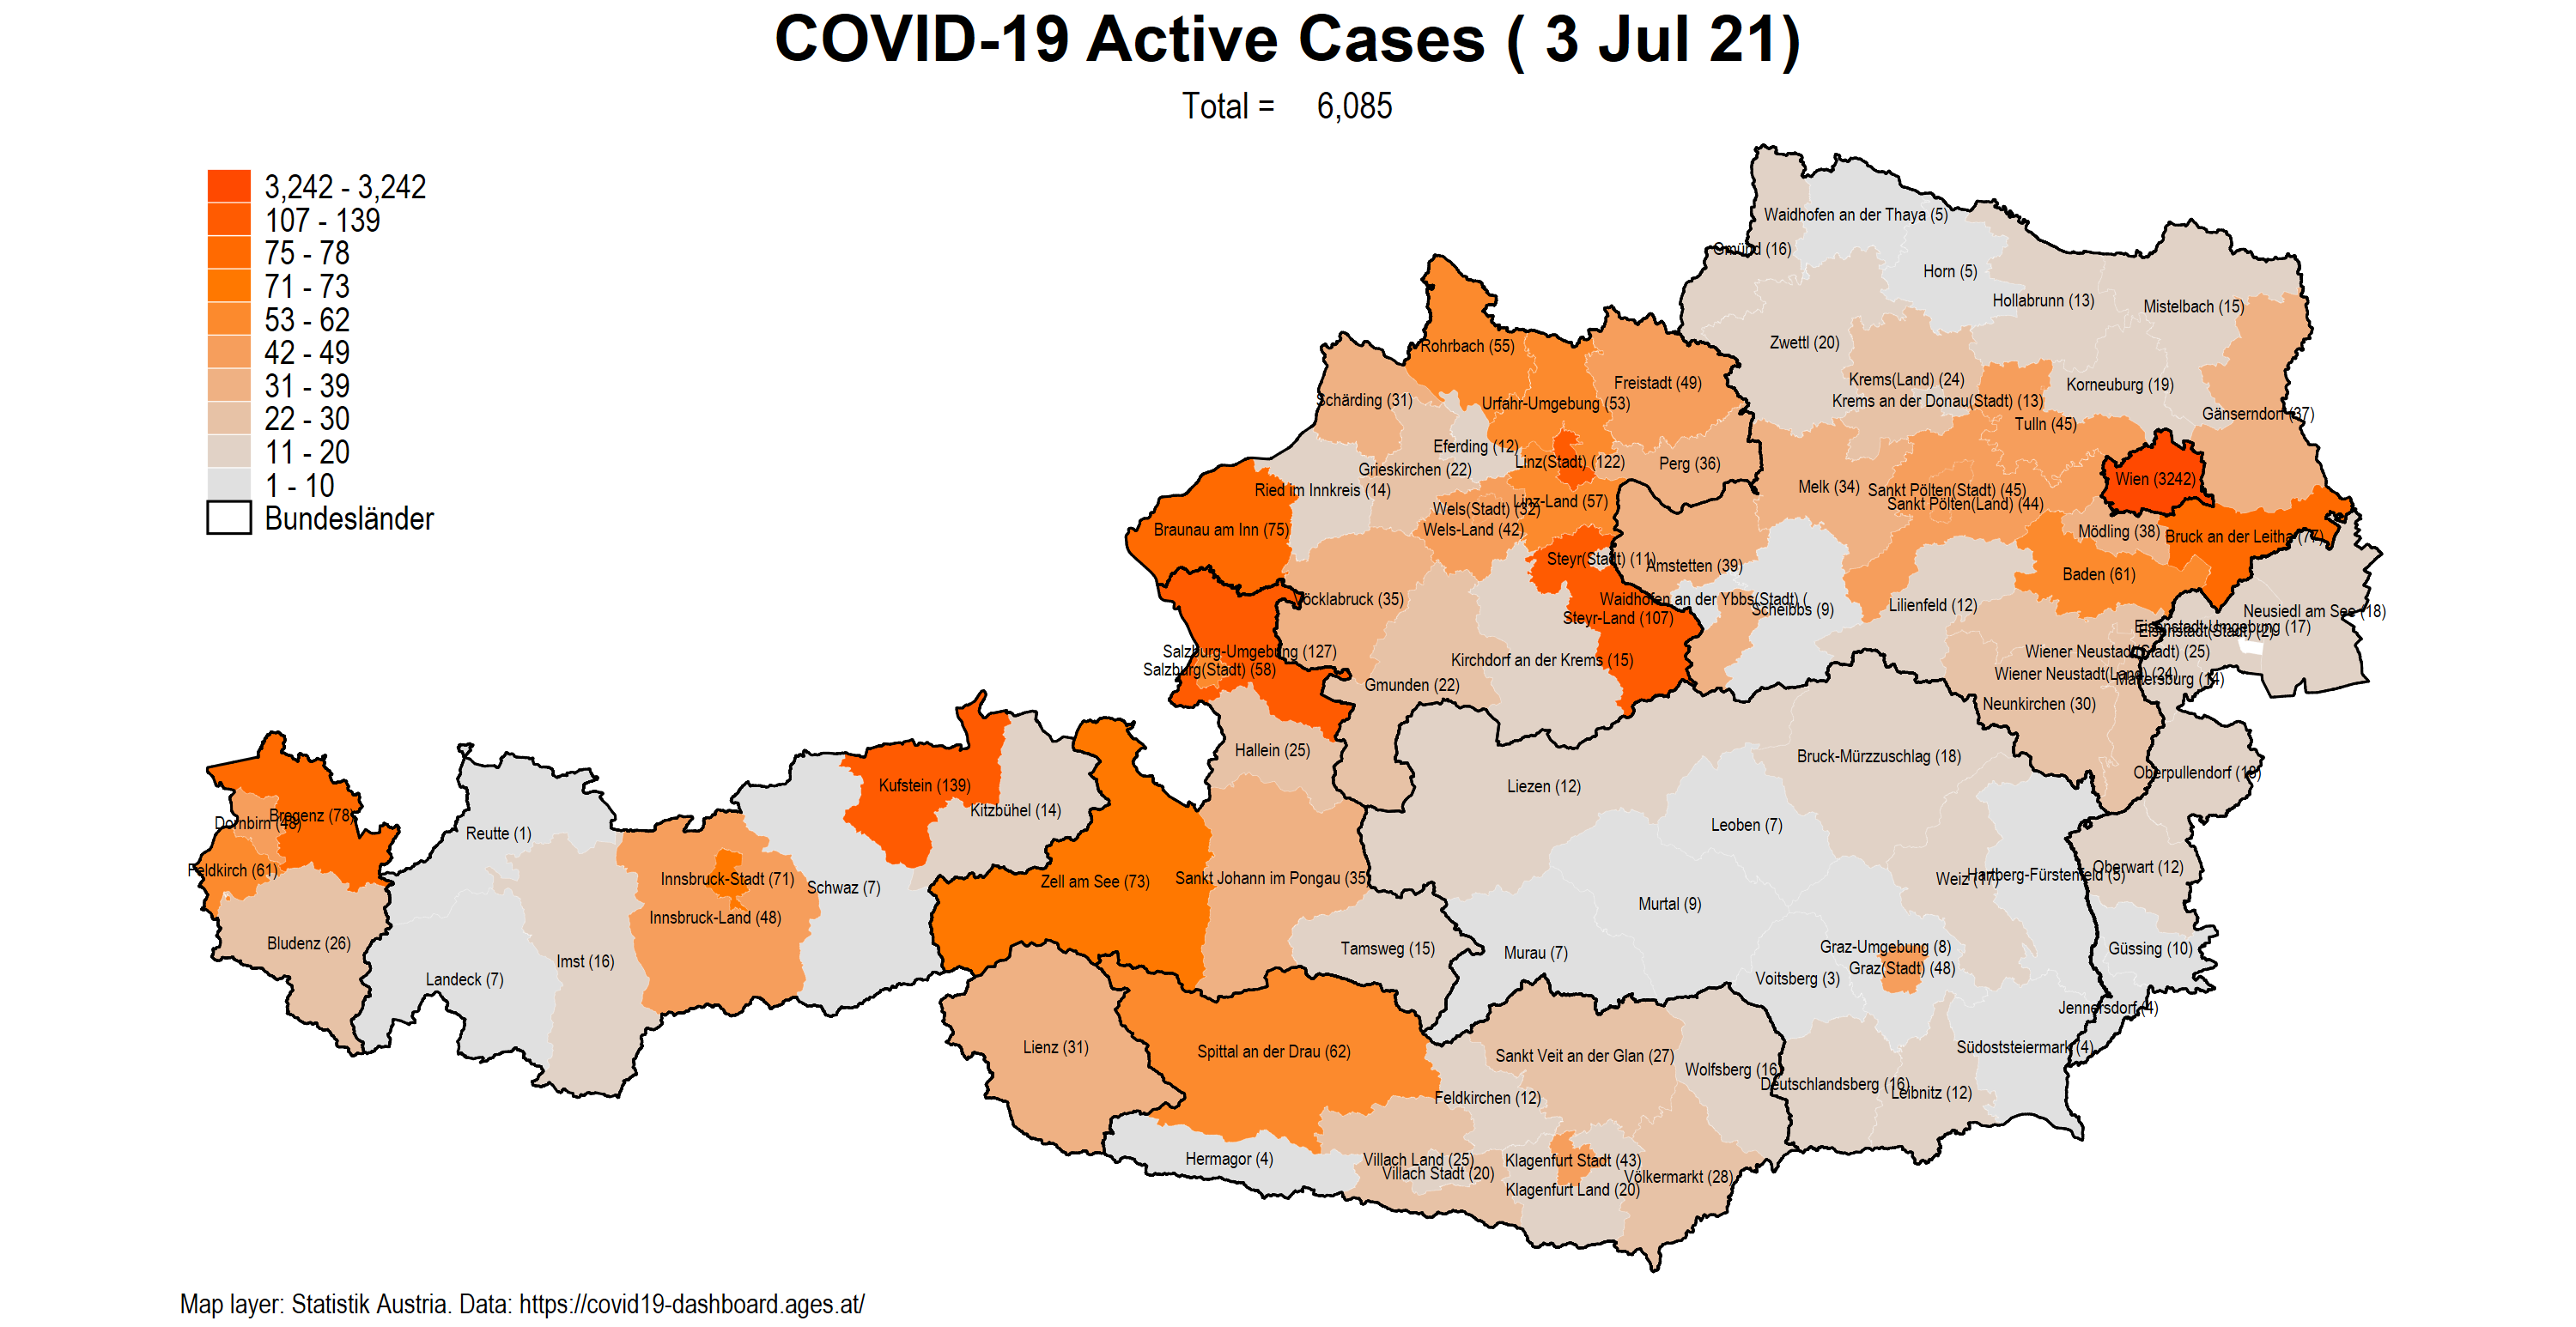 COVID-19 Active Cases ( 3 Jul 21)
Total = 6,085
3,242 - 3,242
107 - 139
75 - 78
71 - 73
53 - 62
42 - 49
31 - 39
22 - 30
11 - 20
1 - 10
Bundesländer
Waidhofen an der Thaya (5)
Gmünd (16)
Horn (5)
Hollabrunn (13)
Mistelbach (15)
Zwettl (20)
Rohrbach (55)
Freistadt (49)
Krems(Land) (24)
Korneuburg (19)
Schärding (31)
Urfahr-Umgebung (53)
Krems an der Donau(Stadt) (13)
Gänserndorf (37)
Tulln (45)
Eferding (12)
Linz(Stadt) (122)
Perg (36)
Grieskirchen (22)
Wien (3242)
Ried im Innkreis (14)
Melk (34)
Sankt Pölten(Stadt) (45)
Linz-Land (57)
Sankt Pölten(Land) (44)
Wels(Stadt) (32)
Braunau am Inn (75)
Wels-Land (42)
Mödling (38)
Bruck an der Leitha (77)
Steyr(Stadt) (11)
Amstetten (39)
Baden (61)
Vöcklabruck (35)
Waidhofen an der Ybbs(Stadt) (
Scheibbs (9)
Lilienfeld (12)
Neusiedl am See (18)
Steyr-Land (107)
Eisenstadt-Umgebung (17)
Eisenstadt(Stadt) (2)
Salzburg-Umgebung (127)
Wiener Neustadt(Stadt) (25)
Kirchdorf an der Krems (15)
Salzburg(Stadt) (58)
Wiener Neustadt(Land) (24)
Mattersburg (14)
Gmunden (22)
Neunkirchen (30)
Hallein (25)
Bruck-Mürzzuschlag (18)
Oberpullendorf (19)
Kufstein (139)
Liezen (12)
Kitzbühel (14)
Bregenz (78)
Dornbirn (48)
Reutte (1)
Leoben (7)
Oberwart (12)
Feldkirch (61)
Innsbruck-Stadt (71)
Schwaz (7)
Zell am See (73)
Sankt Johann im Pongau (35)
Weiz (17)
Hartberg-Fürstenfeld (5)
Murtal (9)
Innsbruck-Land (48)
Bludenz (26)
Tamsweg (15)
Murau (7)
Graz-Umgebung (8)
Güssing (10)
Imst (16)
Graz(Stadt) (48)
Landeck (7)
Voitsberg (3)
Jennersdorf (4)
Lienz (31)
Spittal an der Drau (62)
Sankt Veit an der Glan (27)
Südoststeiermark (4)
Wolfsberg (16)
Deutschlandsberg (16)
Leibnitz (12)
Feldkirchen (12)
Hermagor (4)
Villach Land (25)
Klagenfurt Stadt (43)
Villach Stadt (20)
Völkermarkt (28)
Klagenfurt Land (20)
Map layer: Statistik Austria. Data: https://covid19-dashboard.ages.at/